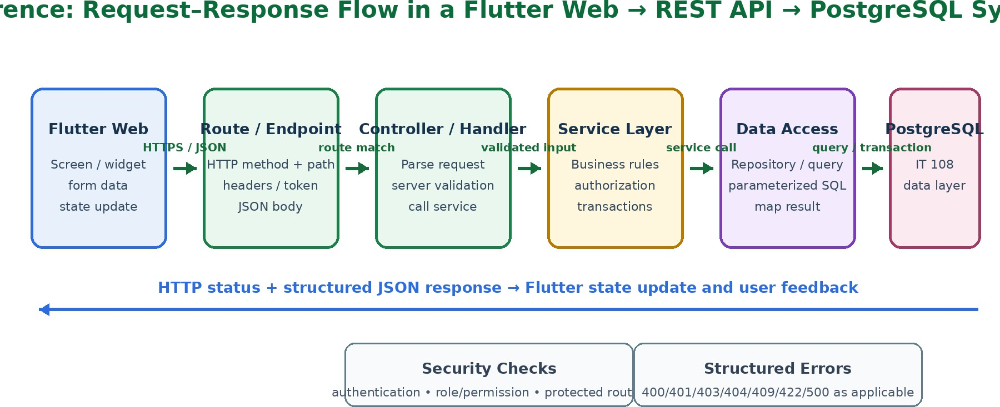 rence: Request–Response Flow in a Flutter Web → REST API → PostgreSQL Sy
Flutter Web
Screen / widget
form data
state update
HTTPS / JSON
Route / Endpoint
HTTP method + path
headers / token
JSON body
route match
Controller / Handler
Parse request
server validation
call service
validated input
Service Layer
Business rules
authorization
transactions
service call
Data Access
Repository / query
parameterized SQL
map result
query / transaction
PostgreSQL
IT 108
data layer
HTTP status + structured JSON response → Flutter state update and user feedback
Security Checks
authentication • role/permission • protected rout
Structured Errors
400/401/403/404/409/422/500 as applicable